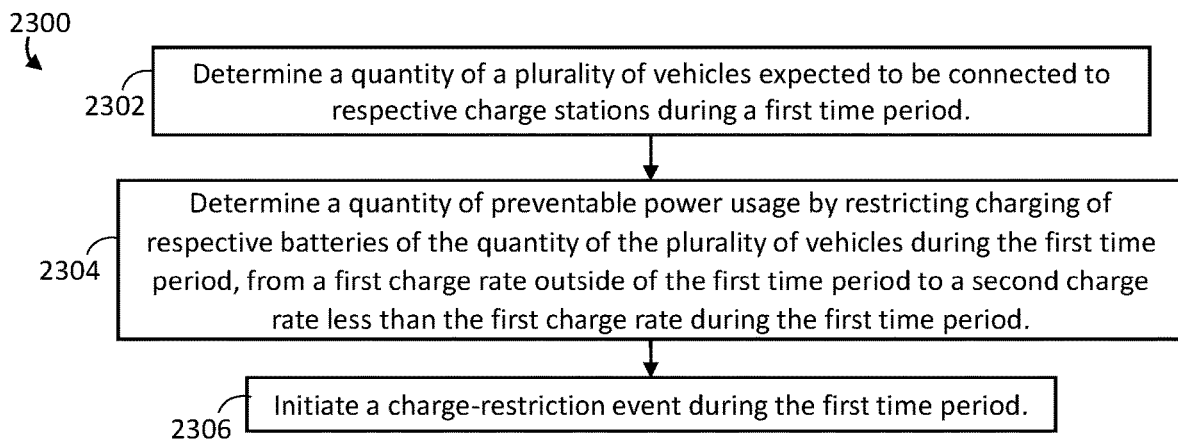 2300
Determine a quantity of a plurality of vehicles expected to be connected to
respective charge stations during a first time period.
2302
Determine a quantity of preventable power usage by restricting charging of
respective batteries of the quantity of the plurality of vehicles during the first time
period, from a first charge rate outside of the first time period to a second charge
rate less than the first charge rate during the first time period.
2304
Initiate a charge-restriction event during the first time period.
2306